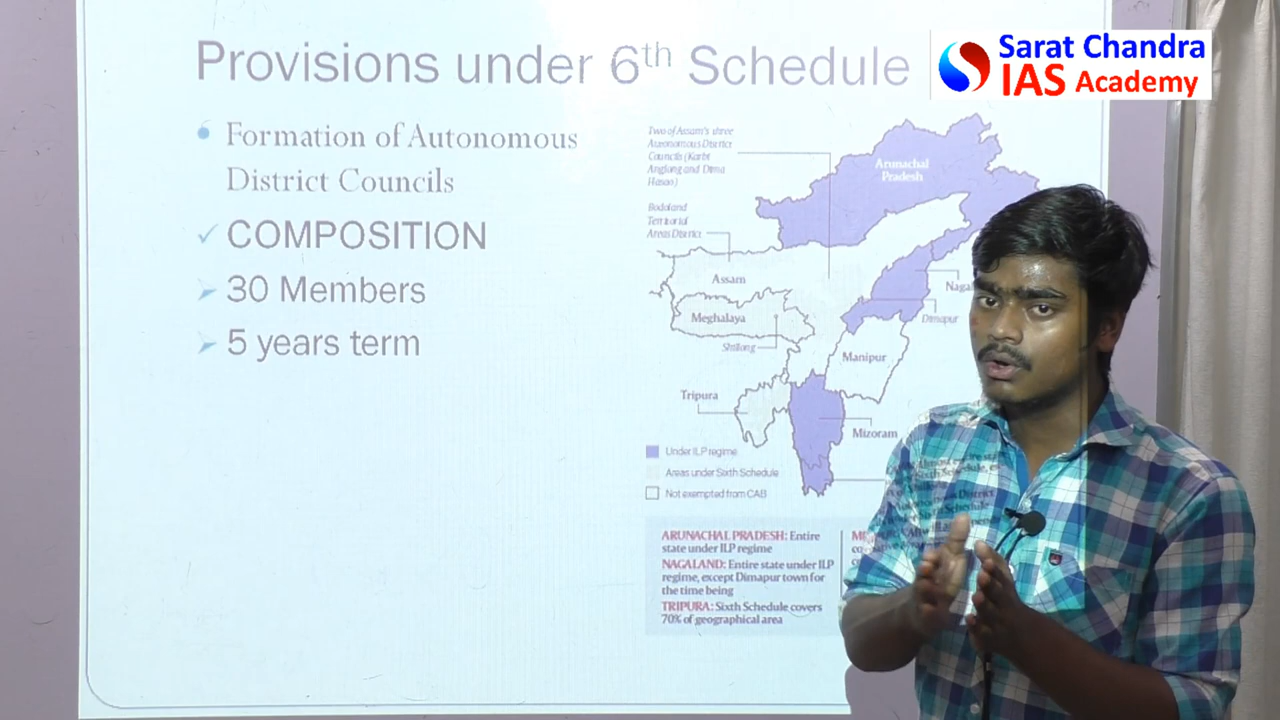 Provisions under 6th Schedule
Sarat Chandra
IAS Academy
Formation of Autonomous
District Councils
COMPOSITION
30 Members
5 years term
Two of Assam's three
Autonomous District
Councils (Karbi
Anglong and Dima
Hasao)
Bodoland
Territorial
Areas District
Arunachal
Pradesh
Assam
Meghalaya
Shillong
Dimapur
Manipur
Tripura
Mizoram
Under ILP regime
Areas under Sixth Schedule
Not exempted from CAB
ARUNACHAL PRADESH: Entire
state under ILP regime
NAGALAND: Entire state under ILP
regime, except Dimapur town for
the time being
TRIPURA: Sixth Schedule covers
70% of geographical area